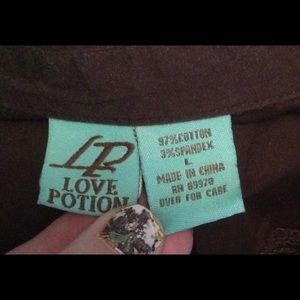 LP
LOVE
POTION
97% COTTON
3% SPANDEX
L
MADE IN CHINA
RN 89970
OVER FOR CARE